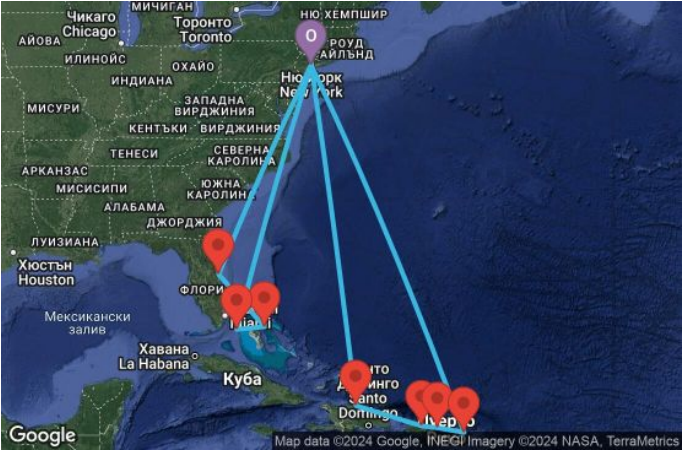 МИЧИГАН
НЮ ХЕМПШИР
Чикаго
Chicago
Торонто
Toronto
О
РОУД
АЙЛЪНД
АЙОВА
ИЛИНОЙС
ОХАЙО
ИНДИАНА
Ню Йорк
New York
МИСУРИ
ЗАПАДНА
ВИРДЖИНИЯ
КЕНТЪКИ
ВИРДЖИНИЯ
ТЕНЕСИ
СЕВЕРНА
КАРОЛИНА
АРКАНЗАС
МИСИСИПИ
ЮЖНА
КАРОЛИНА
АЛАБАМА
ДЖОРДЖИЯ
ЛУИЗИАНА
Хюстън
Houston
ФЛОРИ
Miami
Мексикански
залив
Хавана
La Habana
Куба
Santo
Domingo
Google
Map data ©2024 Google, INEGI Imagery ©2024 NASA, TerraMetrics